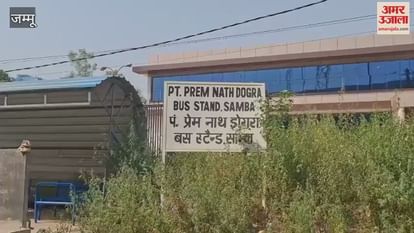 जम्मू
अमर उजाला
amarujala.com
PT. PREM NATH DOGRA
BUS STAND, SAMBA
पं. प्रेम नाथ डोगरा
बस स्टैन्ड, साम्बा